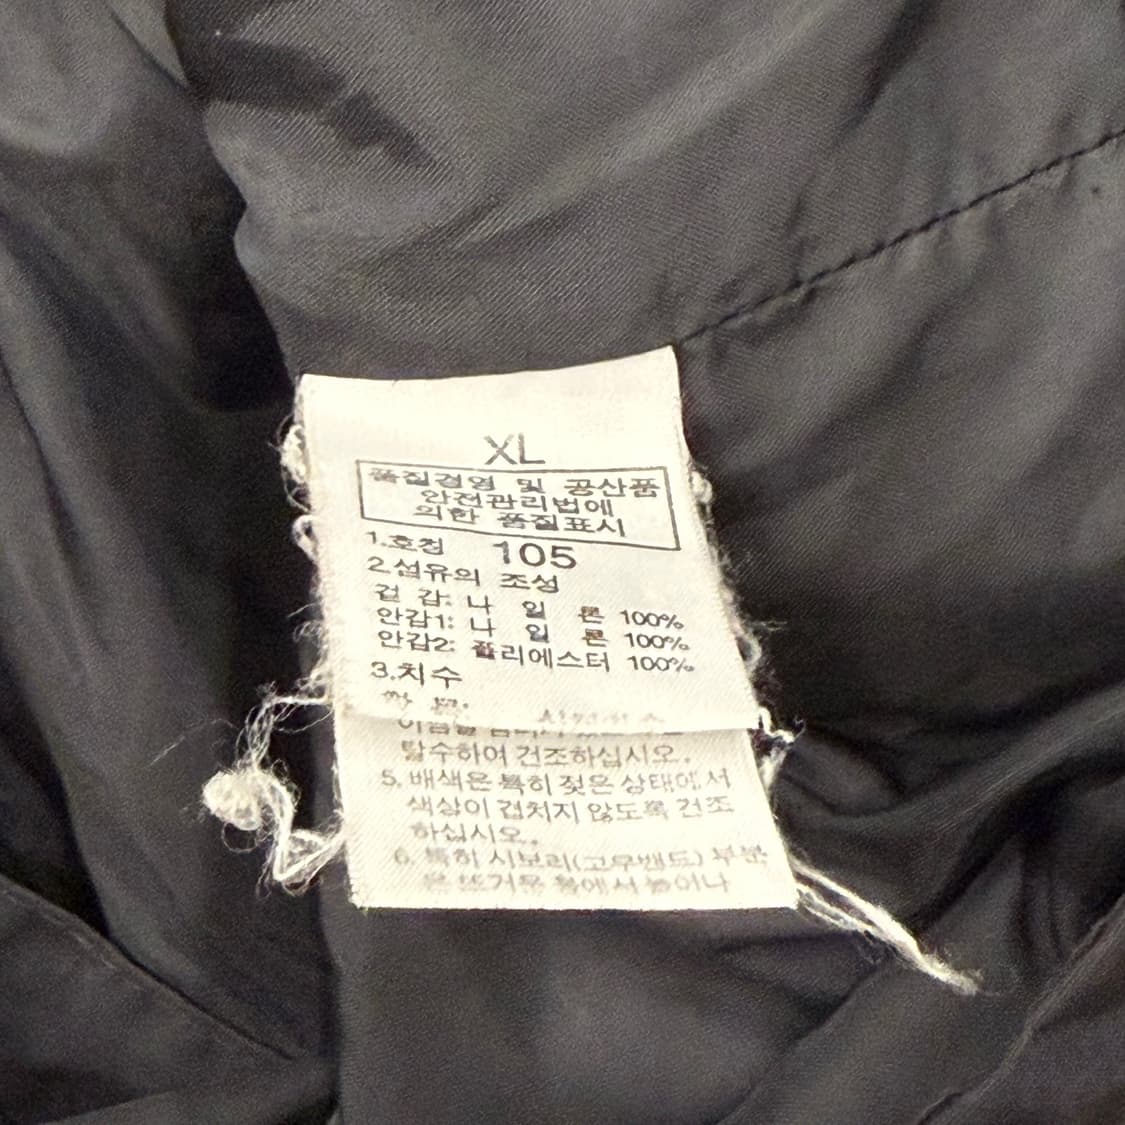 XL
품질경영 및 공산품
안전관리법에
의한 품질표시
1.호칭 105
2.섬유의 조성
겉 감: 나 일 론 100%
안감1: 나 일 론 100%
안감2: 폴리에스터 100%
3.치수
탈수하여 건조하십시오.
5. 배색은 특히 젖은 상태에서
색상이 겹처지 않도록 건조
하십시오.
6. 특히 시보리(고무밴드) 부분
은 뜨거운 물에서 늘어나